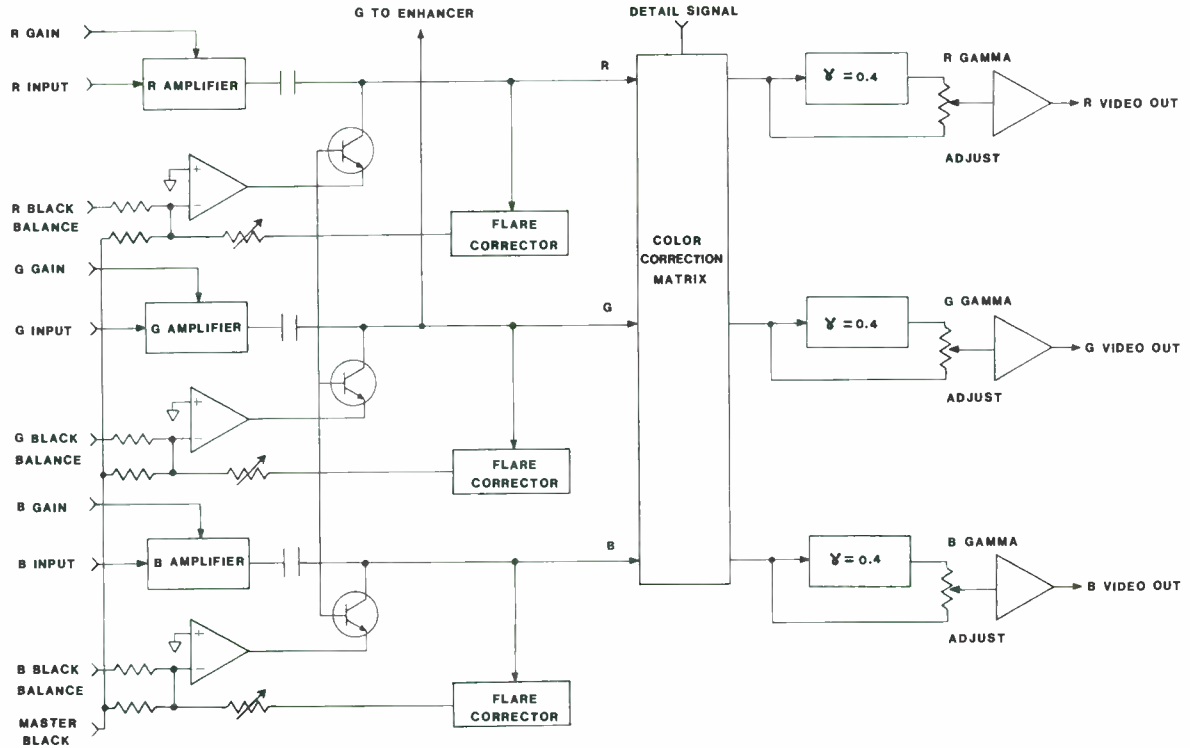 G TO ENHANCER
DETAIL SIGNAL
R GAIN
R INPUT
R AMPLIFIER
R
γ = 0.4
R GAMMA
R VIDEO OUT
ADJUST
+
−
R BLACK
BALANCE
FLARE
CORRECTOR
COLOR
CORRECTION
MATRIX
G GAIN
G INPUT
G AMPLIFIER
G
γ = 0.4
G GAMMA
G VIDEO OUT
ADJUST
+
−
G BLACK
BALANCE
FLARE
CORRECTOR
B GAIN
B INPUT
B AMPLIFIER
B
γ = 0.4
B GAMMA
B VIDEO OUT
ADJUST
+
−
B BLACK
BALANCE
FLARE
CORRECTOR
MASTER
BLACK